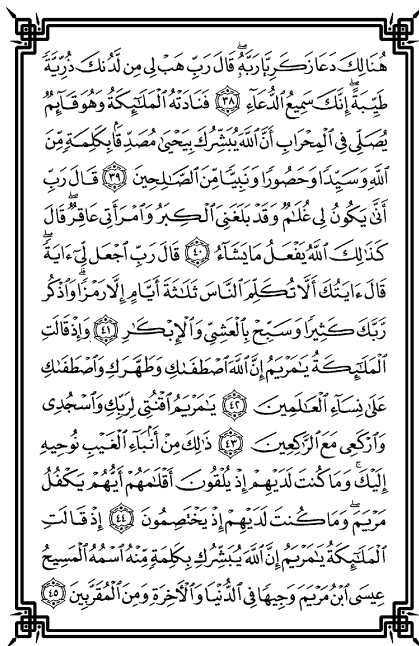 هُنَالِكَ دَعَا زَكَرِيَّا رَبَّهُۥۖ قَالَ رَبِّ هَبْ لِى مِن لَّدُنكَ ذُرِّيَّةً
طَيِّبَةًۖ إِنَّكَ سَمِيعُ ٱلدُّعَآءِ ٣٨ فَنَادَتْهُ ٱلْمَلَٰٓئِكَةُ وَهُوَ قَآئِمٌ
يُصَلِّى فِى ٱلْمِحْرَابِ أَنَّ ٱللَّهَ يُبَشِّرُكَ بِيَحْيَىٰ مُصَدِّقًۢا بِكَلِمَةٍ مِّنَ
ٱللَّهِ وَسَيِّدًا وَحَصُورًا وَنَبِيًّا مِّنَ ٱلصَّٰلِحِينَ ٣٩ قَالَ رَبِّ
أَنَّىٰ يَكُونُ لِى غُلَٰمٌ وَقَدْ بَلَغَنِىَ ٱلْكِبَرُ وَٱمْرَأَتِى عَاقِرٌۖ قَالَ
كَذَٰلِكَ ٱللَّهُ يَفْعَلُ مَا يَشَآءُ ٤٠ قَالَ رَبِّ ٱجْعَل لِّىٓ ءَايَةًۖ
قَالَ ءَايَتُكَ أَلَّا تُكَلِّمَ ٱلنَّاسَ ثَلَٰثَةَ أَيَّامٍ إِلَّا رَمْزًاۗ وَٱذْكُر
رَّبَّكَ كَثِيرًا وَسَبِّحْ بِٱلْعَشِىِّ وَٱلْإِبْكَٰرِ ٤١ وَإِذْ قَالَتِ
ٱلْمَلَٰٓئِكَةُ يَٰمَرْيَمُ إِنَّ ٱللَّهَ ٱصْطَفَىٰكِ وَطَهَّرَكِ وَٱصْطَفَىٰكِ
عَلَىٰ نِسَآءِ ٱلْعَٰلَمِينَ ٤٢ يَٰمَرْيَمُ ٱقْنُتِى لِرَبِّكِ وَٱسْجُدِى
وَٱرْكَعِى مَعَ ٱلرَّٰكِعِينَ ٤٣ ذَٰلِكَ مِنْ أَنۢبَآءِ ٱلْغَيْبِ نُوحِيهِ
إِلَيْكَۚ وَمَا كُنتَ لَدَيْهِمْ إِذْ يُلْقُونَ أَقْلَٰمَهُمْ أَيُّهُمْ يَكْفُلُ
مَرْيَمَۖ وَمَا كُنتَ لَدَيْهِمْ إِذْ يَخْتَصِمُونَ ٤٤ إِذْ قَالَتِ
ٱلْمَلَٰٓئِكَةُ يَٰمَرْيَمُ إِنَّ ٱللَّهَ يُبَشِّرُكِ بِكَلِمَةٍ مِّنْهُ ٱسْمُهُ ٱلْمَسِيحُ
عِيسَى ٱبْنُ مَرْيَمَ وَجِيهًا فِى ٱلدُّنْيَا وَٱلْأَخِرَةِ وَمِنَ ٱلْمُقَرَّبِينَ ٤٥